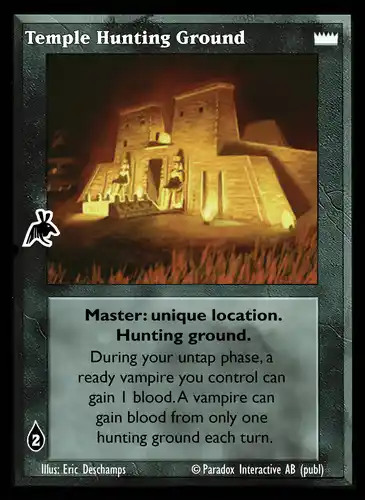 Temple Hunting Ground
Master: unique location.
Hunting ground.
During your untap phase, a
ready vampire you control can
gain 1 blood. A vampire can
gain blood from only one
hunting ground each turn.
2
Illus: Eric Deschamps © Paradox Interactive AB (publ)